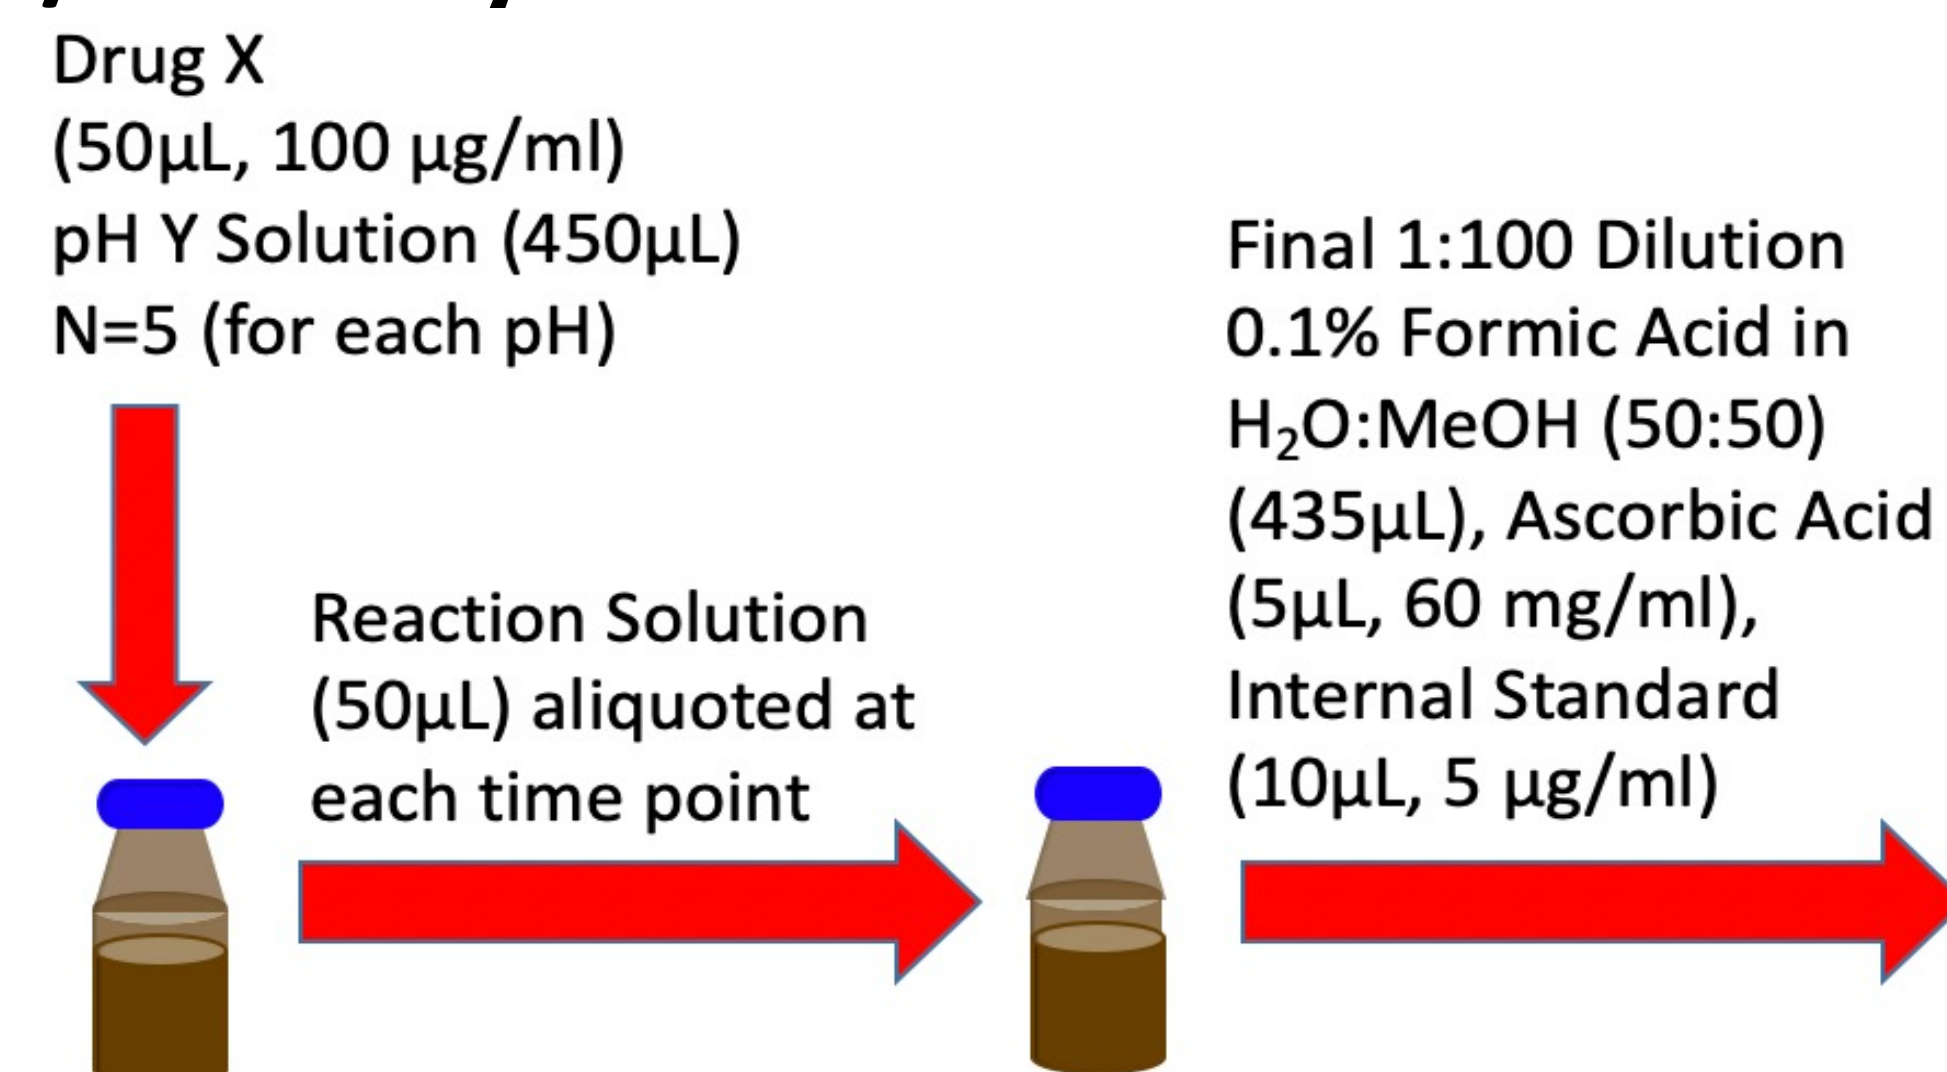 Drug X
(50µL, 100 µg/ml)
pH Y Solution (450µL)
N=5 (for each pH)
Reaction Solution
(50µL) aliquoted at
each time point
Final 1:100 Dilution
0.1% Formic Acid in
H₂O:MeOH (50:50)
(435µL), Ascorbic Acid
(5µL, 60 mg/ml),
Internal Standard
(10µL, 5 µg/ml)